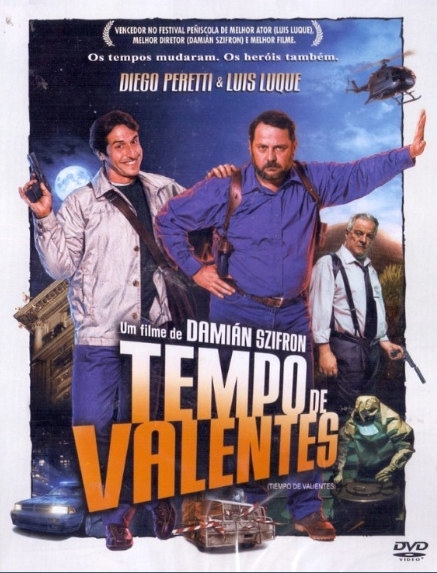 VENCEDOR NO FESTIVAL PEÑISCOLA DE MELHOR ATOR (LUIS LUQUE),
MELHOR DIRETOR (DAMIÁN SZIFRON) E MELHOR FILME.
Os tempos mudaram. Os heróis também.
DIEGO PERETTI & LUIS LUQUE
Um filme de DAMIÁN SZIFRON
TEMPO DE
VALENTES
(TIEMPO DE VALIENTES)
DVD
VIDEO